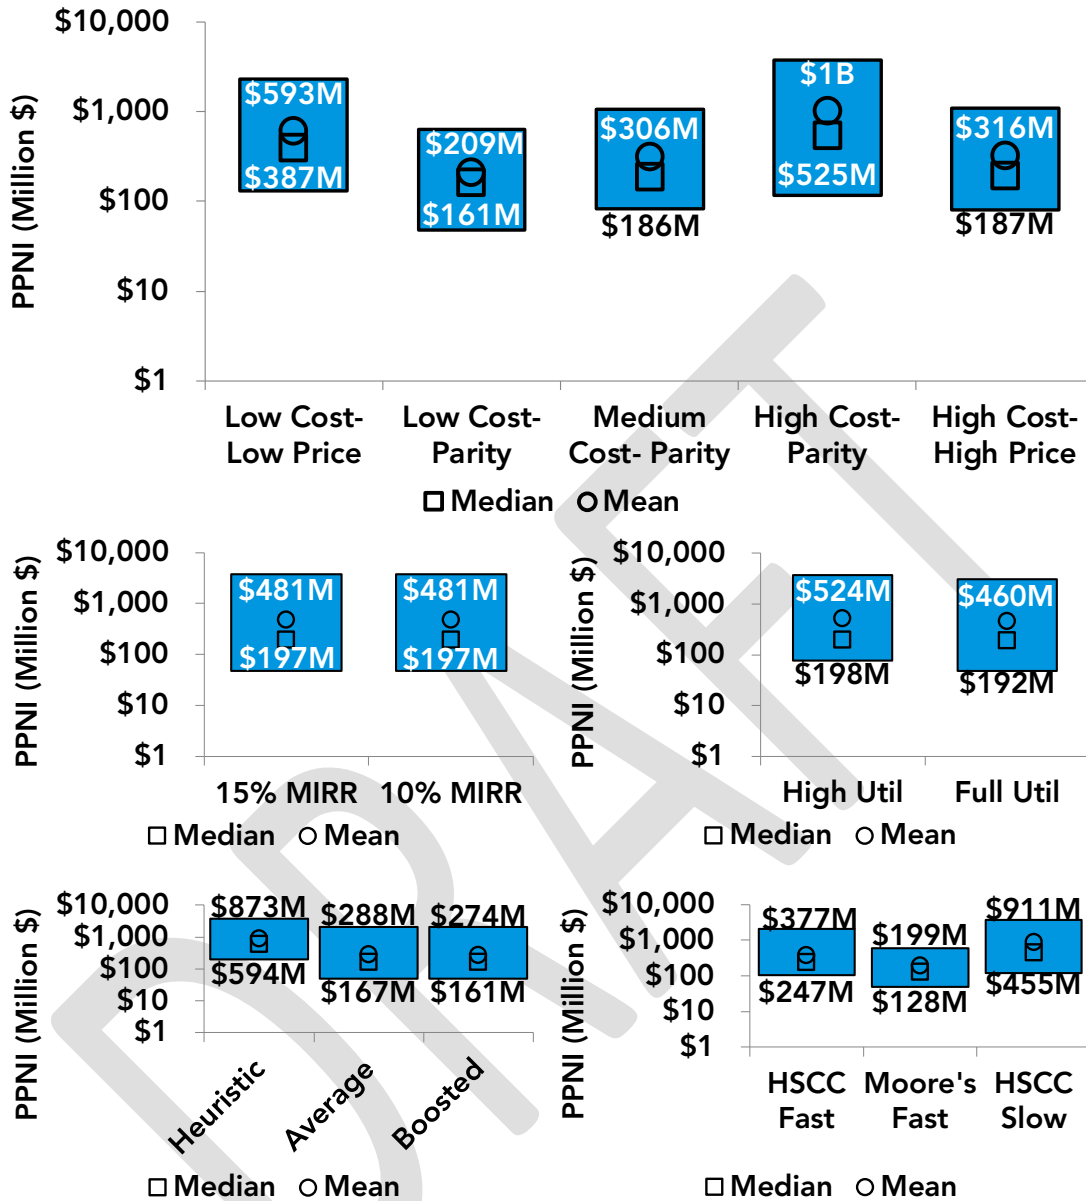 $10,000
$1,000
$100
$10
$1
PPNI (Million $)
$593M
$387M
$209M
$161M
$306M
$186M
$1B
$525M
$316M
$187M
Low Cost-
Low Price
Low Cost-
Parity
Medium
Cost- Parity
High Cost-
Parity
High Cost-
High Price
Median Mean
$10,000
$1,000
$100
$10
$1
PPNI (Million $)
$481M $481M
$197M $197M
15% MIRR 10% MIRR
Median Mean
$10,000
$1,000
$100
$10
$1
PPNI (Million $)
$524M $460M
$198M $192M
High Util Full Util
Median Mean
$10,000
$1,000
$100
$10
$1
PPNI (Million $)
$873M $288M $274M
$594M $167M $161M
Heuristic Average Boosted
Median Mean
$10,000
$1,000
$100
$10
$1
PPNI (Million $)
$377M $199M $911M
$247M $128M $455M
HSCC
Fast
Moore's
Fast
HSCC
Slow
Median Mean
DRAFT